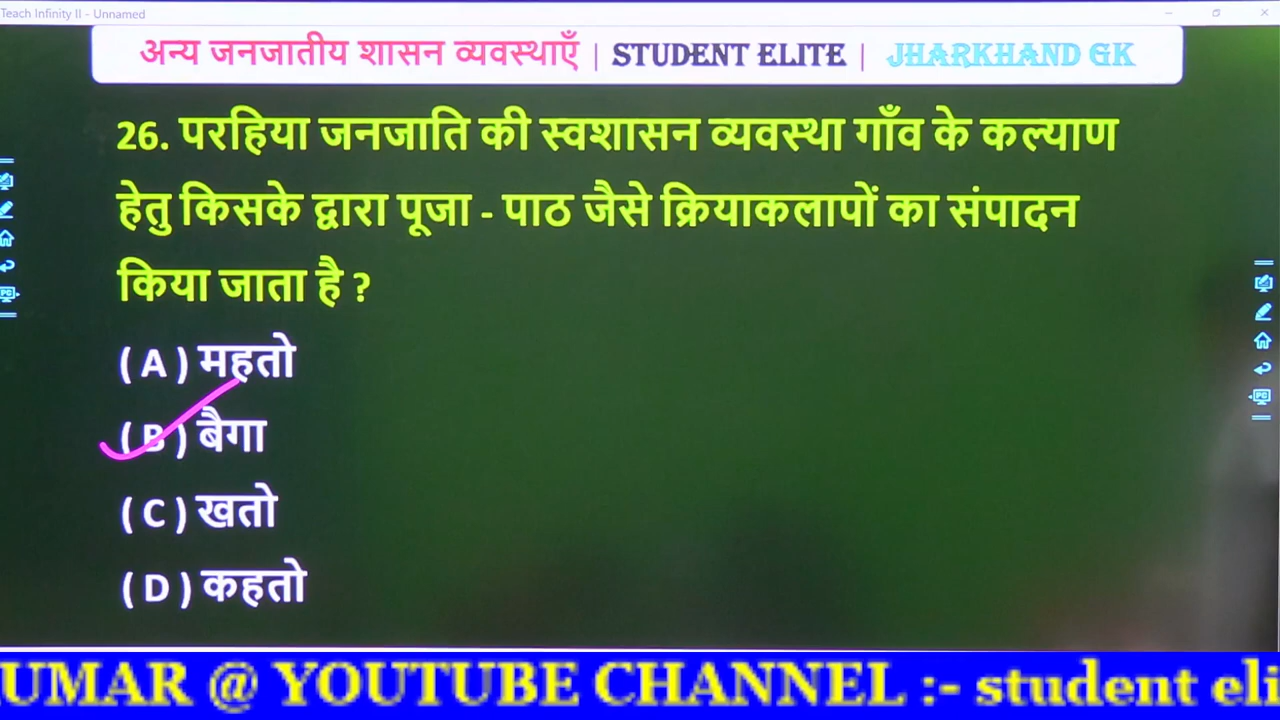 Teach Infinity II - Unnamed
अन्य जनजातीय शासन व्यवस्थाएँ | STUDENT ELITE | JHARKHAND GK
26. परहिया जनजाति की स्वशासन व्यवस्था गाँव के कल्याण
हेतु किसके द्वारा पूजा - पाठ जैसे क्रियाकलापों का संपादन
किया जाता है ?
( A ) महतो
( B ) बैगा
( C ) खतो
( D ) कहतो
UMAR @ YOUTUBE CHANNEL :- student eli